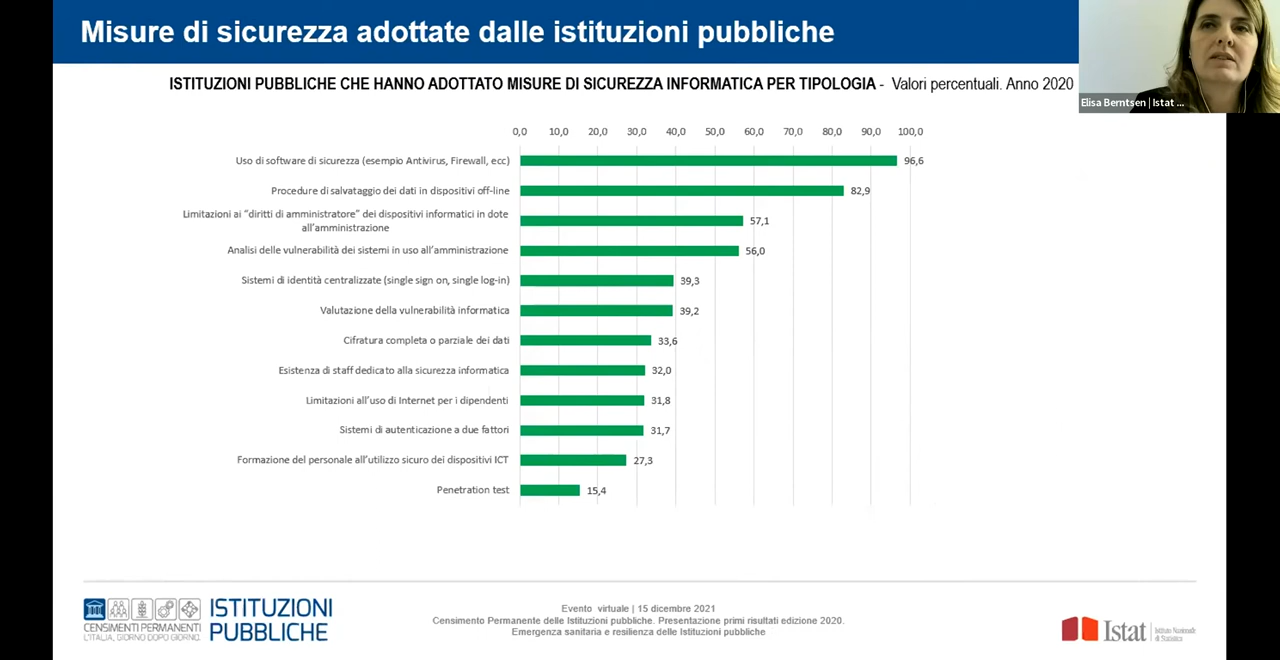 Misure di sicurezza adottate dalle istituzioni pubbliche
Elisa Berntsen | Istat ...
ISTITUZIONI PUBBLICHE CHE HANNO ADOTTATO MISURE DI SICUREZZA INFORMATICA PER TIPOLOGIA - Valori percentuali. Anno 2020
0,0 10,0 20,0 30,0 40,0 50,0 60,0 70,0 80,0 90,0 100,0
Uso di software di sicurezza (esempio Antivirus, Firewall, ecc) 96,6
Procedure di salvataggio dei dati in dispositivi off-line 82,9
Limitazioni ai “diritti di amministratore” dei dispositivi informatici in dote
all’amministrazione 57,1
Analisi delle vulnerabilità dei sistemi in uso all’amministrazione 56,0
Sistemi di identità centralizzate (single sign on, single log-in) 39,3
Valutazione della vulnerabilità informatica 39,2
Cifratura completa o parziale dei dati 33,6
Esistenza di staff dedicato alla sicurezza informatica 32,0
Limitazioni all’uso di Internet per i dipendenti 31,8
Sistemi di autenticazione a due fattori 31,7
Formazione del personale all’utilizzo sicuro dei dispositivi ICT 27,3
Penetration test 15,4
CENSIMENTI PERMANENTI
L’ITALIA, GIORNO DOPO GIORNO.
ISTITUZIONI
PUBBLICHE
Evento virtuale | 15 dicembre 2021
Censimento Permanente delle Istituzioni pubbliche. Presentazione primi risultati edizione 2020.
Emergenza sanitaria e resilienza delle Istituzioni pubbliche
Istat
Istituto Nazionale
di Statistica